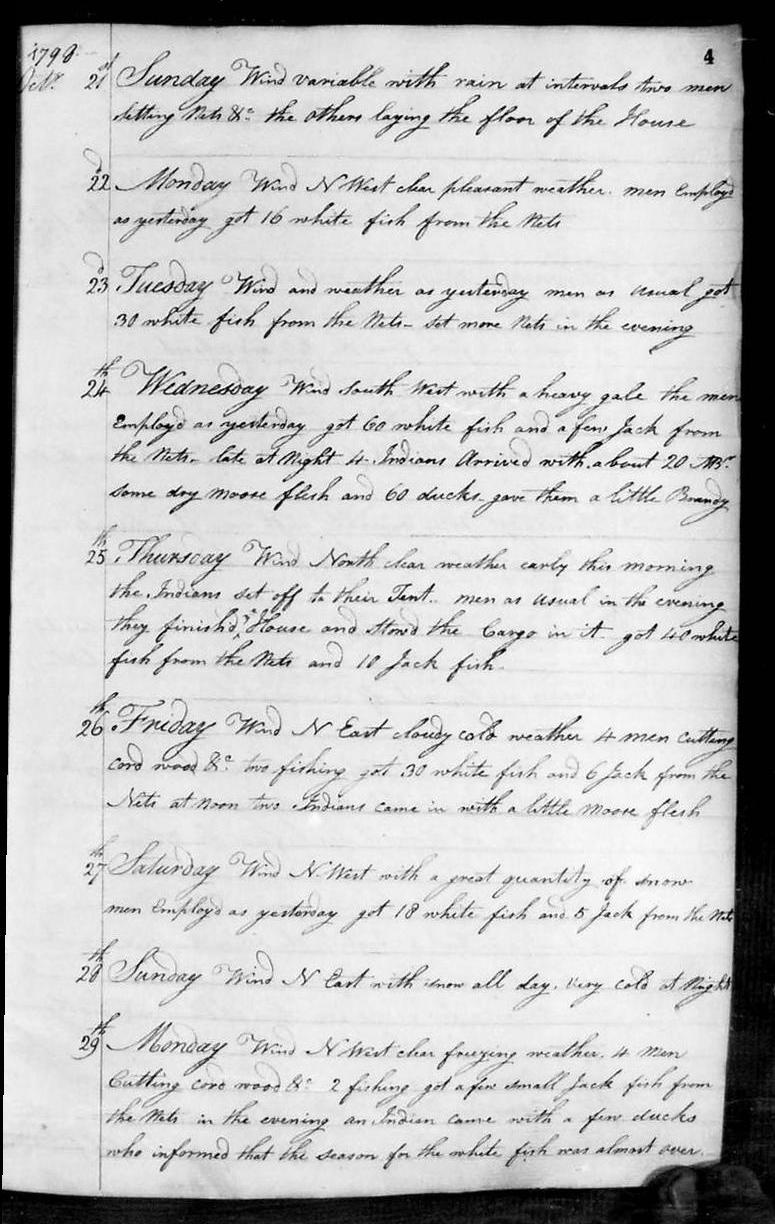 4
1798
Octr. 21st Sunday Wind variable with rain at intervals two men
setting Nets &c the others laying the floor of the House
22d Monday Wind N West clear pleasant weather. men Employd
as yesterday got 16 white fish from the Nets
23d Tuesday Wind and weather as yesterday men as usual got
30 white fish from the Nets - set more Nets in the evening
24th Wednesday Wind South West with a heavy gale the men
Employd as yesterday got 60 white fish and a few Jack from
the Nets - late at Night 4 Indians Arrived with about 20 MBr
some dry moose flesh and 60 ducks - gave them a little Brandy
25th Thursday Wind North clear weather early this morning
the Indians set off to their Tent - men as usual in the evening
they finishd ye House and stowd the Cargo in it - got 40 white
fish from the Nets and 10 Jack fish -
26th Friday Wind N East cloudy cold weather 4 men cutting
cord wood &c two fishing got 30 white fish and 6 Jack from the
Nets at noon two Indians came in with a little moose flesh
27th Saturday Wind N West with a great quantity of snow
men Employd as yesterday got 18 white fish and 5 Jack from the Nets
28th Sunday Wind N East with snow all day. very cold at Night
29th Monday Wind N West clear freezing weather. 4 men
Cutting cord wood &c 2 fishing got a few small Jack fish from
the Nets in the evening an Indian came with a few ducks
who informed that the season for the white fish was almost over.